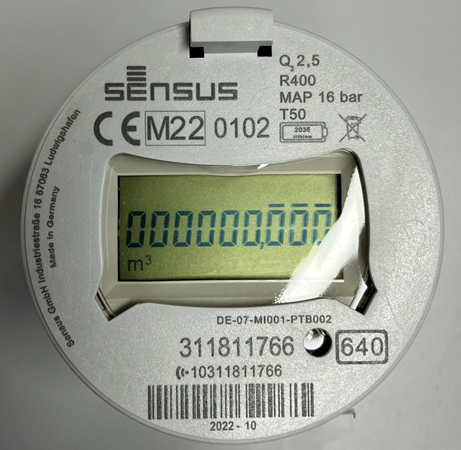 SENSUS
Q3 2,5
R400
MAP 16 bar
T50
CE M22 0102
2036
Sensus GmbH Industriestraße 16 67063 Ludwigshafen
Made in Germany
000000,000
m³
DE-07-MI001-PTB002
311811766
640
10311811766
2022-10